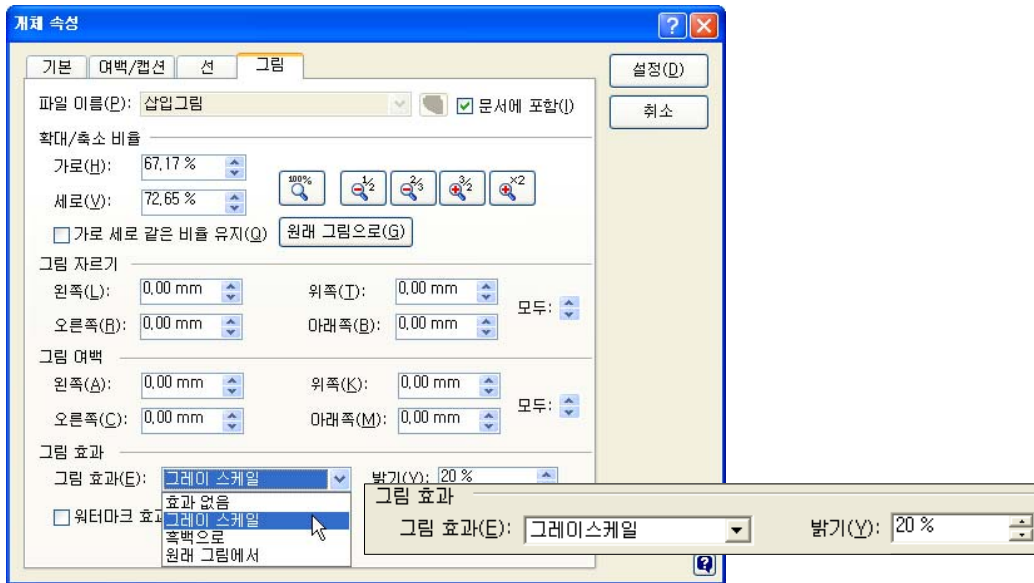 개체 속성
기본 여백/캡션 선 그림
설정(D)
취소
파일 이름(P): 삽입그림 문서에 포함(I)
확대/축소 비율
가로(H): 67,17 %
세로(V): 72,65 %
100% 1/2 2/3 3/2 ×2
가로 세로 같은 비율 유지(Q) 원래 그림으로(G)
그림 자르기
왼쪽(L): 0,00 mm 위쪽(T): 0,00 mm
오른쪽(R): 0,00 mm 아래쪽(B): 0,00 mm 모두:
그림 여백
왼쪽(A): 0,00 mm 위쪽(K): 0,00 mm
오른쪽(C): 0,00 mm 아래쪽(M): 0,00 mm 모두:
그림 효과
그림 효과(E): 그레이 스케일 밝기(Y): 20 %
효과 없음
워터마크 그레이 스케일
흑백으로
원래 그림에서
그림 효과
그림 효과(E): 그레이스케일 밝기(Y): 20 %